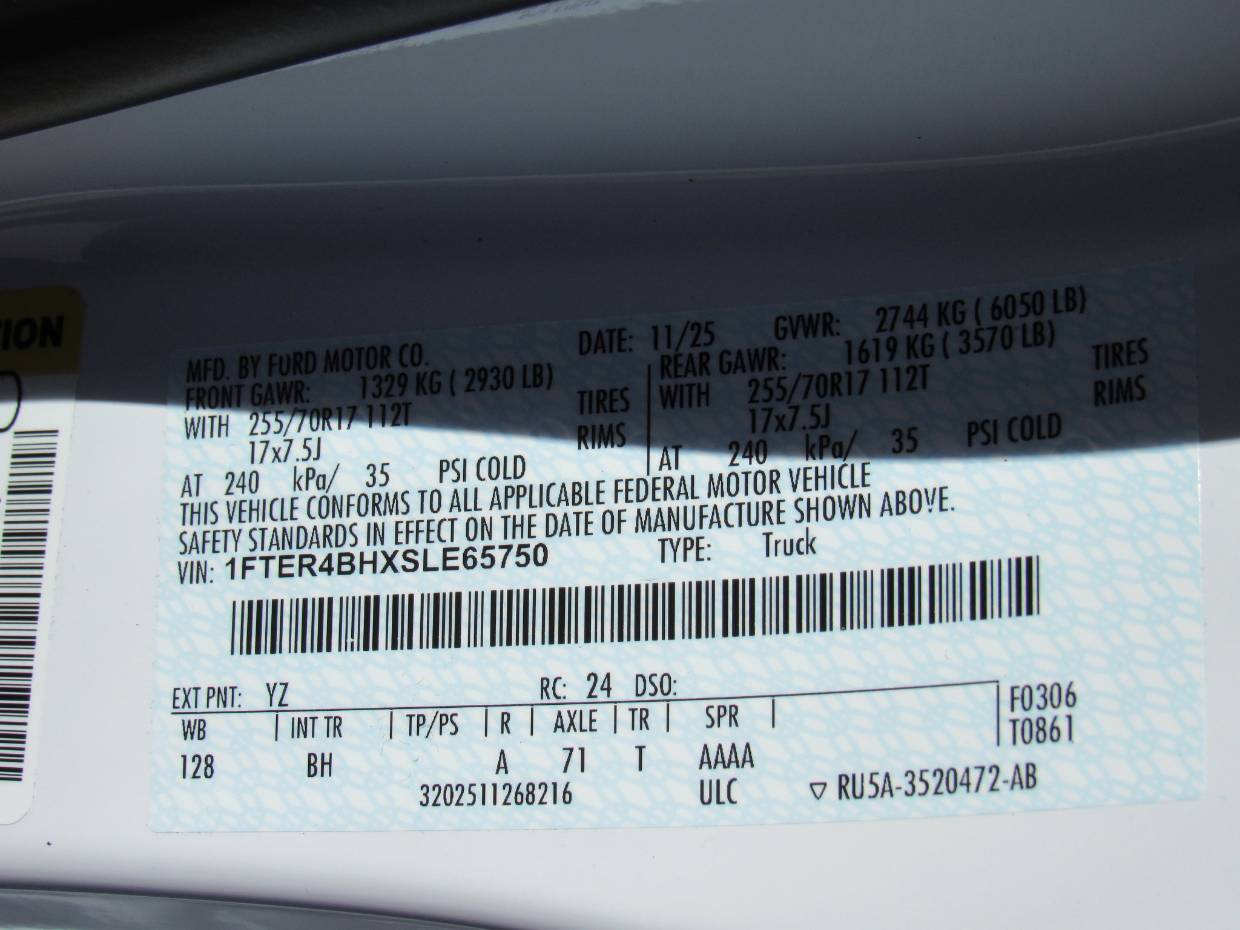 TION
MFD. BY FORD MOTOR CO. DATE: 11/25 GVWR: 2744 KG ( 6050 LB)
FRONT GAWR: 1329 KG ( 2930 LB) REAR GAWR: 1619 KG ( 3570 LB)
WITH 255/70R17 112T TIRES WITH 255/70R17 112T TIRES
17x7.5J RIMS 17x7.5J RIMS
AT 240 kPa/ 35 PSI COLD AT 240 kPa/ 35 PSI COLD
THIS VEHICLE CONFORMS TO ALL APPLICABLE FEDERAL MOTOR VEHICLE
SAFETY STANDARDS IN EFFECT ON THE DATE OF MANUFACTURE SHOWN ABOVE.
VIN: 1FTER4BHXSLE65750 TYPE: Truck
EXT PNT: YZ RC: 24 DSO: F0306
WB INT TR TP/PS R AXLE TR SPR T0861
128 BH A 71 T AAAA
3202511268216 ULC RU5A-3520472-AB